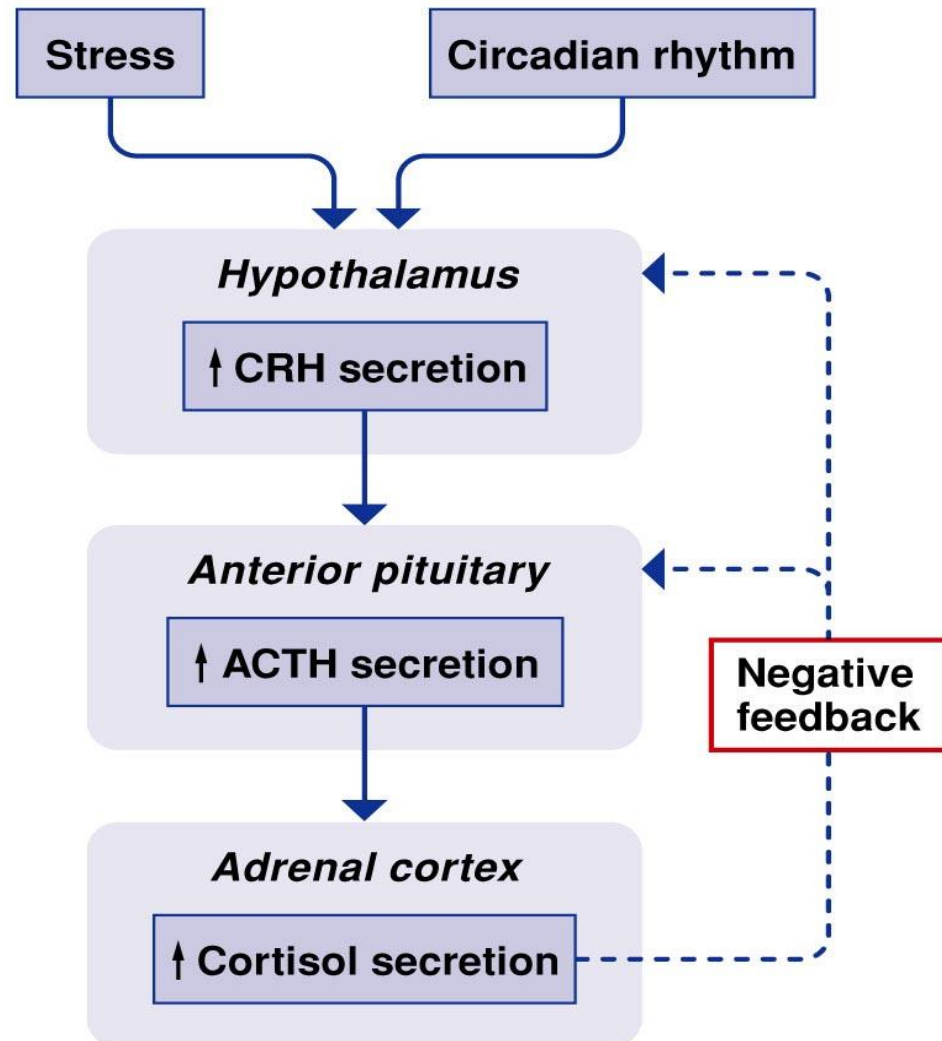 Stress
Circadian rhythm
Hypothalamus
↑ CRH secretion
Anterior pituitary
↑ ACTH secretion
Negative
feedback
Adrenal cortex
↑ Cortisol secretion